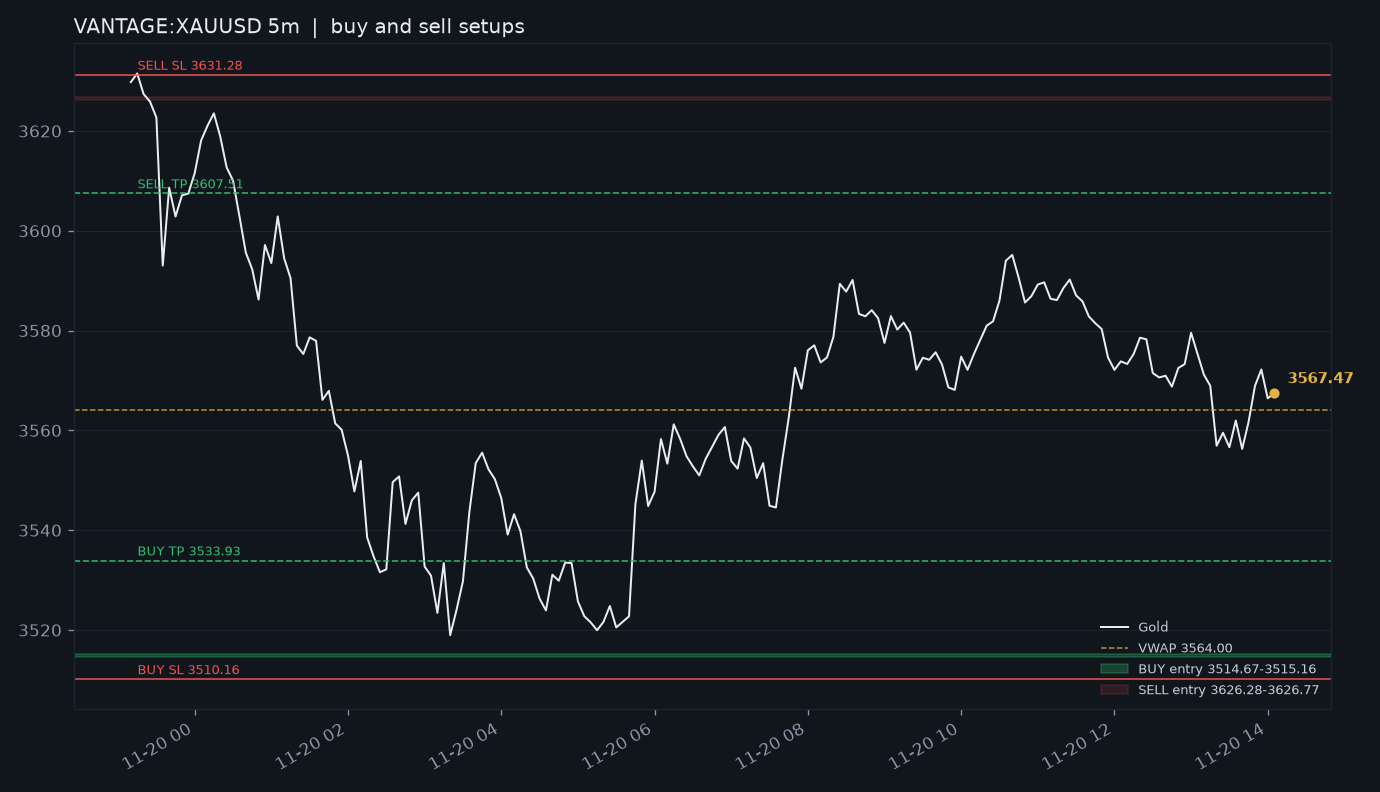 VANTAGE:XAUUSD 5m | buy and sell setups
SELL SL 3631.28
3620
SELL TP 3607.51
3600
3580
3567.47
3560
BUY TP 3533.93
3540
3520
BUY SL 3510.16
Gold
VWAP 3564.00
BUY entry 3514.67-3515.16
SELL entry 3626.28-3626.77
11-20 00
11-20 02
11-20 04
11-20 06
11-20 08
11-20 10
11-20 12
11-20 14